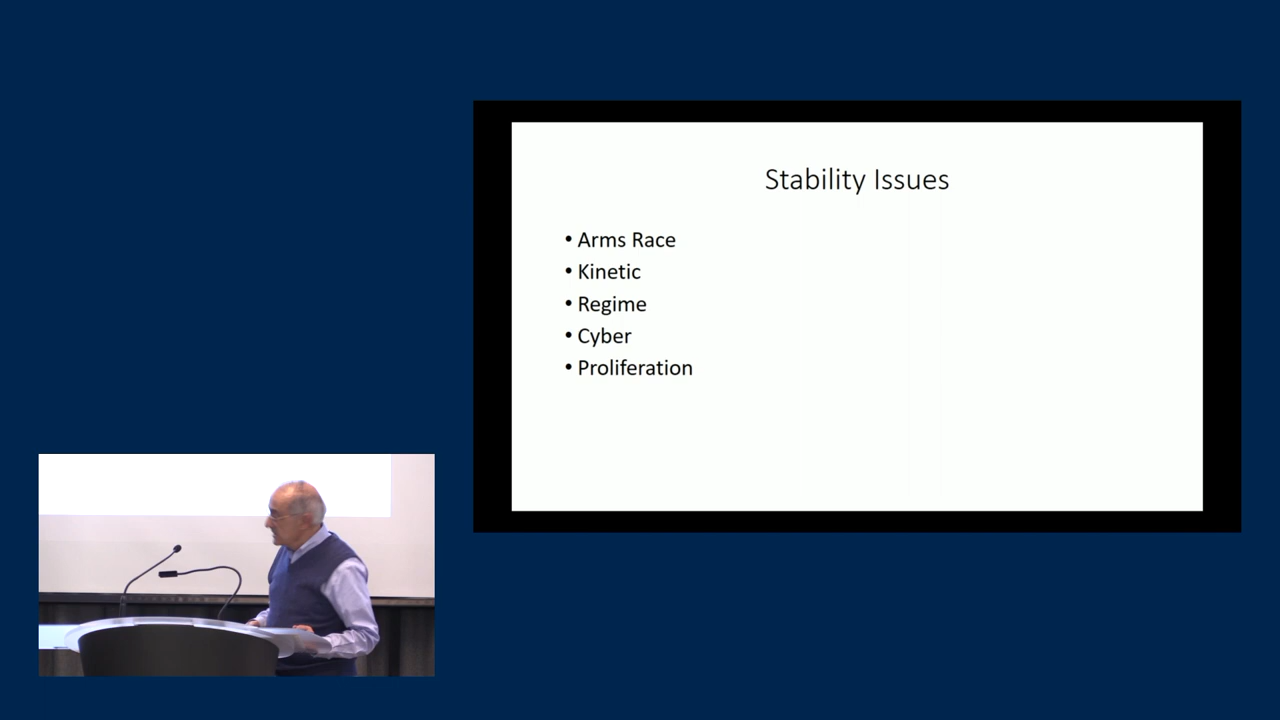 Stability Issues
• Arms Race
• Kinetic
• Regime
• Cyber
• Proliferation